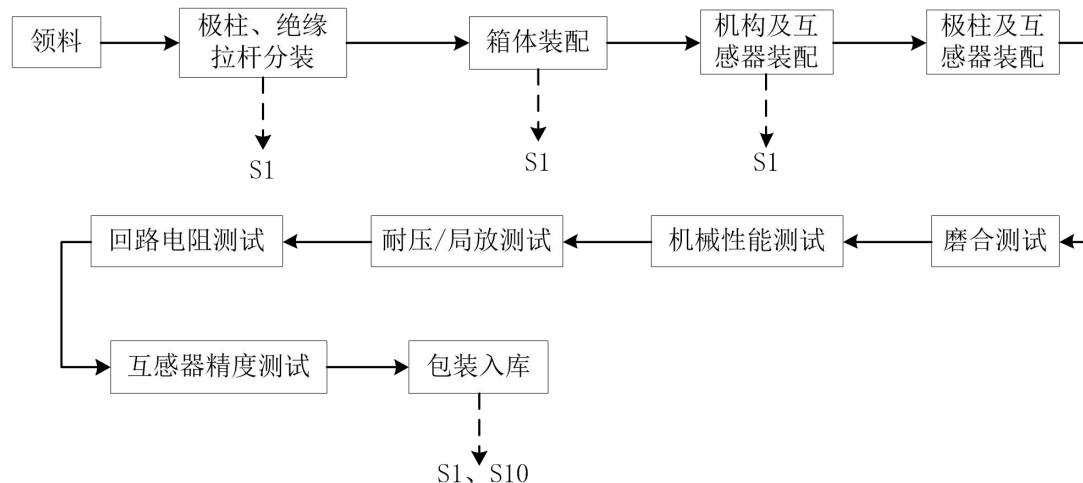 领料
极柱、绝缘
拉杆分装
箱体装配
机构及互
感器装配
极柱及互
感器装配
S1
S1
S1
回路电阻测试
耐压/局放测试
机械性能测试
磨合测试
互感器精度测试
包装入库
S1、S10